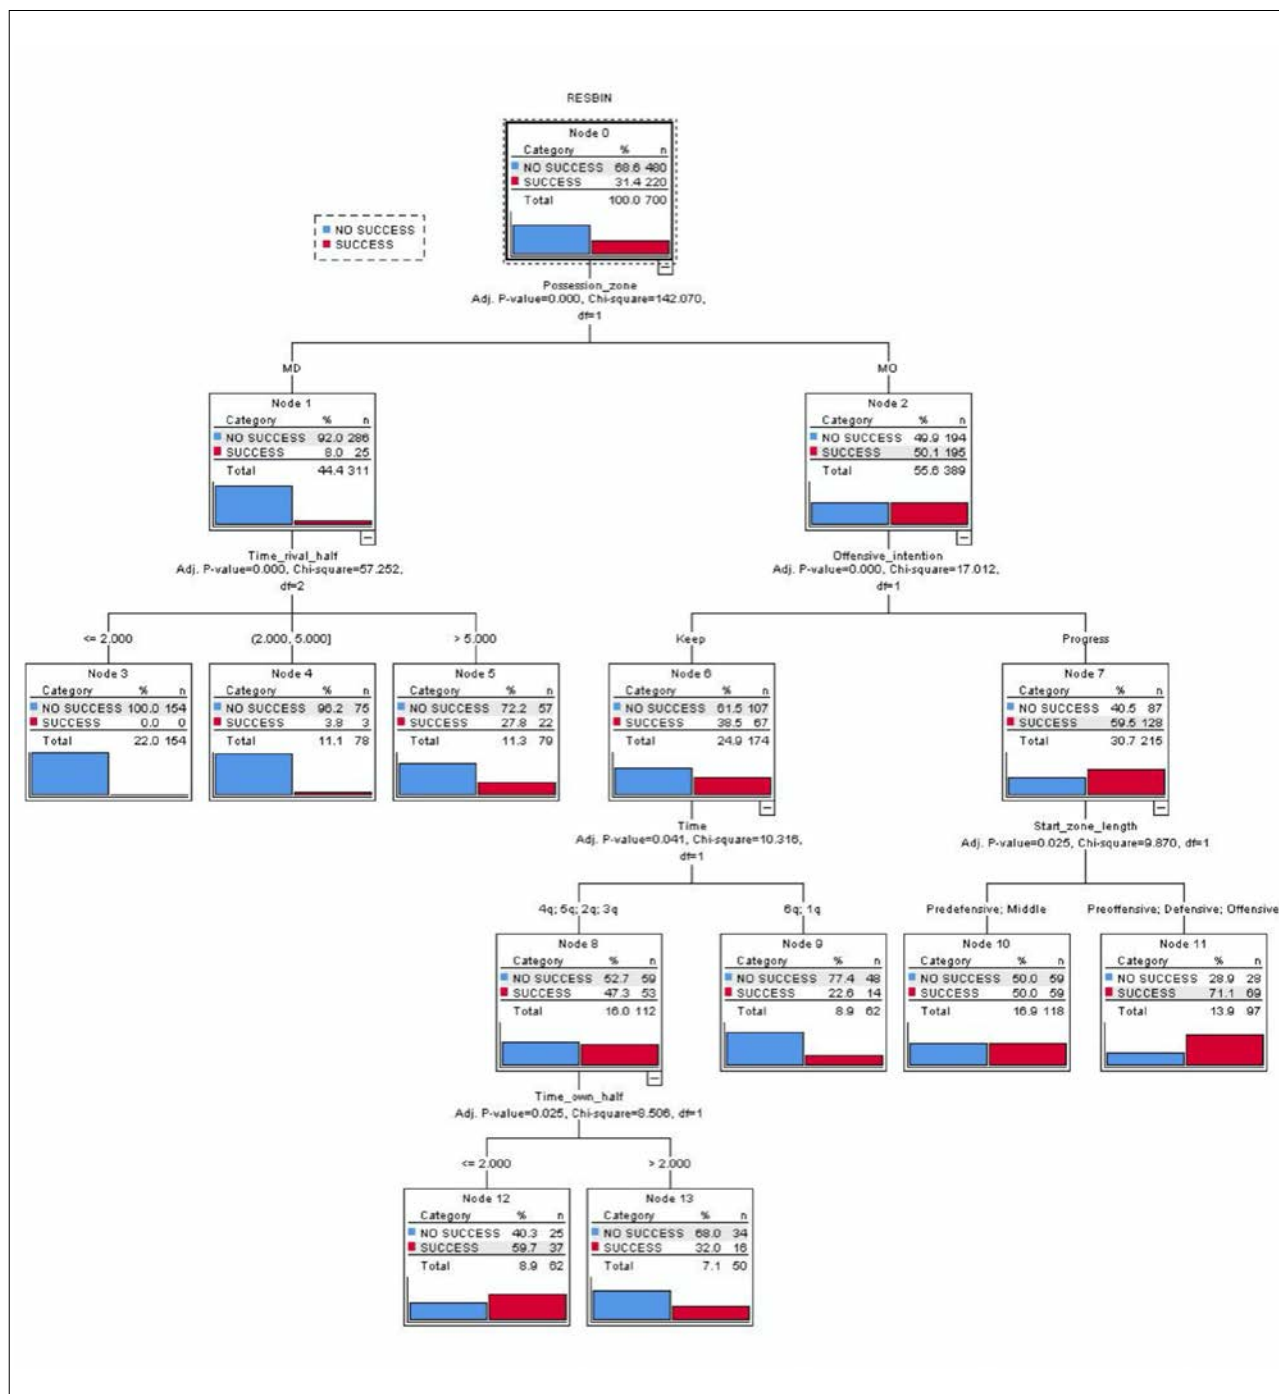 RESBIN
Node 0
Category % n
NO SUCCESS 68.6 480
SUCCESS 31.4 220
Total 100.0 700
NO SUCCESS
SUCCESS
Possession_zone
Adj. P-value=0.000, Chi-square=142.070,
df=1
MD
MO
Node 1
Category % n
NO SUCCESS 92.0 286
SUCCESS 8.0 25
Total 44.4 311
Node 2
Category % n
NO SUCCESS 49.9 194
SUCCESS 50.1 195
Total 55.6 389
Time_rival_half
Adj. P-value=0.000, Chi-square=57.252,
df=2
Offensive_intention
Adj. P-value=0.000, Chi-square=17.012,
df=1
<= 2.000
(2.000, 5.000]
> 5.000
Keep
Progress
Node 3
Category % n
NO SUCCESS 100.0 154
SUCCESS 0.0 0
Total 22.0 154
Node 4
Category % n
NO SUCCESS 96.2 75
SUCCESS 3.8 3
Total 11.1 78
Node 5
Category % n
NO SUCCESS 72.2 57
SUCCESS 27.8 22
Total 11.3 79
Node 6
Category % n
NO SUCCESS 61.5 107
SUCCESS 38.5 67
Total 24.9 174
Node 7
Category % n
NO SUCCESS 40.5 87
SUCCESS 59.5 128
Total 30.7 215
Time
Adj. P-value=0.041, Chi-square=10.316,
df=1
Start_zone_length
Adj. P-value=0.025, Chi-square=9.870, df=1
4q; 5q; 2q; 3q
6q; 1q
Predefensive; Middle
Preoffensive; Defensive; Offensive
Node 8
Category % n
NO SUCCESS 52.7 59
SUCCESS 47.3 53
Total 16.0 112
Node 9
Category % n
NO SUCCESS 77.4 48
SUCCESS 22.6 14
Total 8.9 62
Node 10
Category % n
NO SUCCESS 50.0 59
SUCCESS 50.0 59
Total 16.9 118
Node 11
Category % n
NO SUCCESS 28.9 28
SUCCESS 71.1 69
Total 13.9 97
Time_own_half
Adj. P-value=0.025, Chi-square=8.506, df=1
<= 2.000
> 2.000
Node 12
Category % n
NO SUCCESS 40.3 25
SUCCESS 59.7 37
Total 8.9 62
Node 13
Category % n
NO SUCCESS 68.0 34
SUCCESS 32.0 16
Total 7.1 50